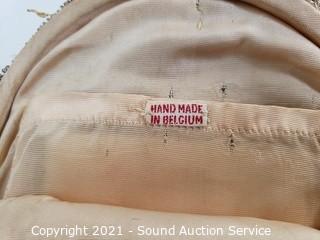 HAND MADE
IN BELGIUM
Copyright 2021 - Sound Auction Service